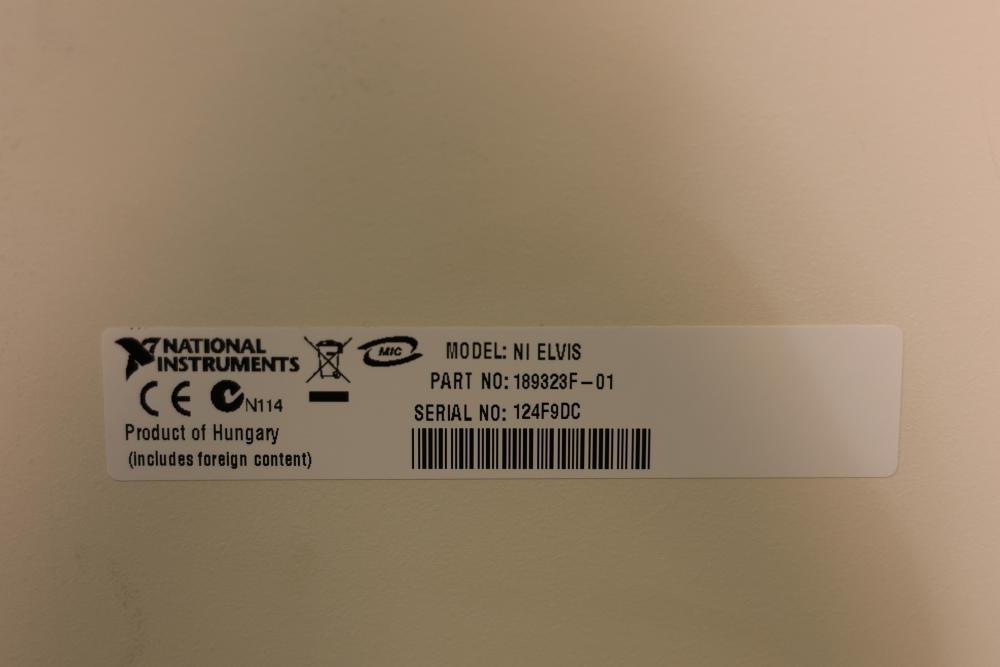 NATIONAL
INSTRUMENTS
MIC
CE N114
Product of Hungary
(includes foreign content)
MODEL: NI ELVIS
PART NO: 189323F-01
SERIAL NO: 124F9DC